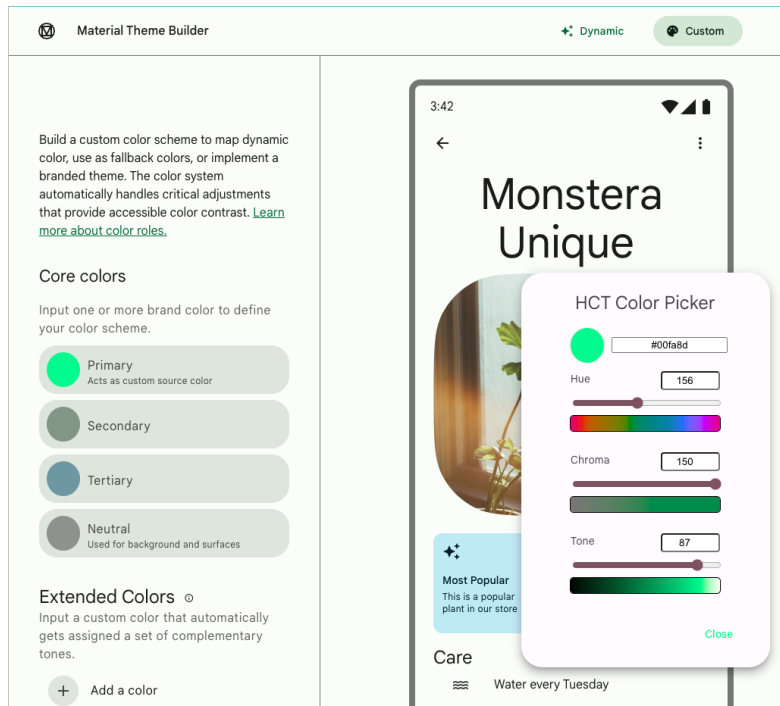 Material Theme Builder
Dynamic
Custom
Build a custom color scheme to map dynamic
color, use as fallback colors, or implement a
branded theme. The color system
automatically handles critical adjustments
that provide accessible color contrast. Learn
more about color roles.
Core colors
Input one or more brand color to define
your color scheme.
Primary
Acts as custom source color
Secondary
Tertiary
Neutral
Used for background and surfaces
Extended Colors
Input a custom color that automatically
gets assigned a set of complementary
tones.
+ Add a color
3:42
Monstera
Unique
Most Popular
This is a popular
plant in our store
Care
Water every Tuesday
HCT Color Picker
#00fa8d
Hue 156
Chroma 150
Tone 87
Close